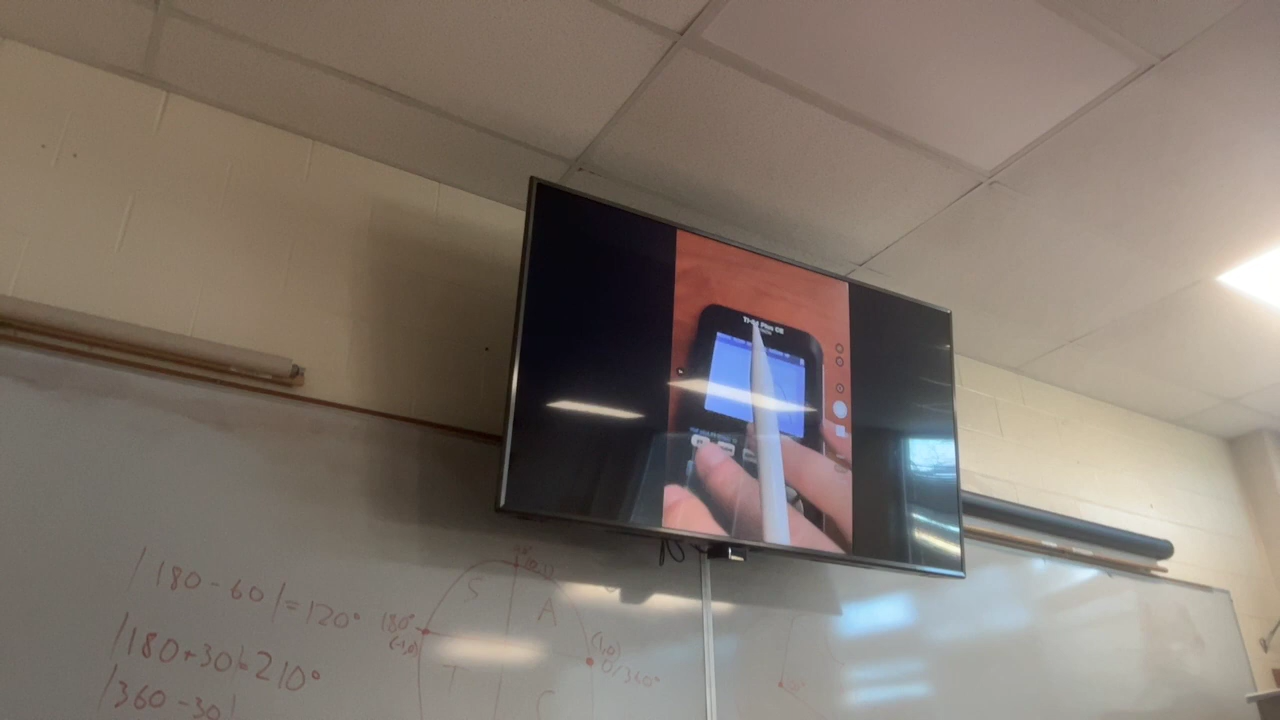 TI-84 Plus CE
|180-60|=120°
|180+30|=210°
|360-30|
S
A
T
C
180°
(-1,0)
(1,0)
0/360°